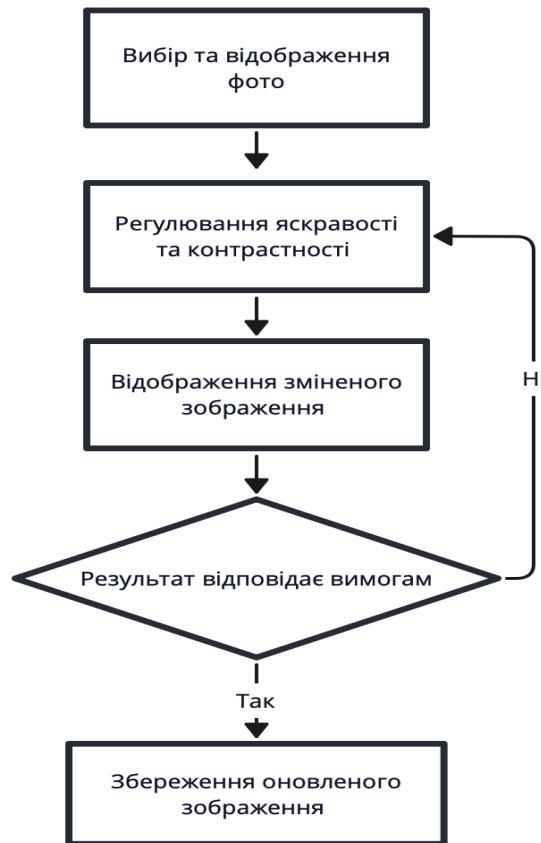 Вибір та відображення
фото
Регулювання яскравості
та контрастності
Відображення зміненого
зображення
Результат відповідає вимогам
Так
Збереження оновленого
зображення